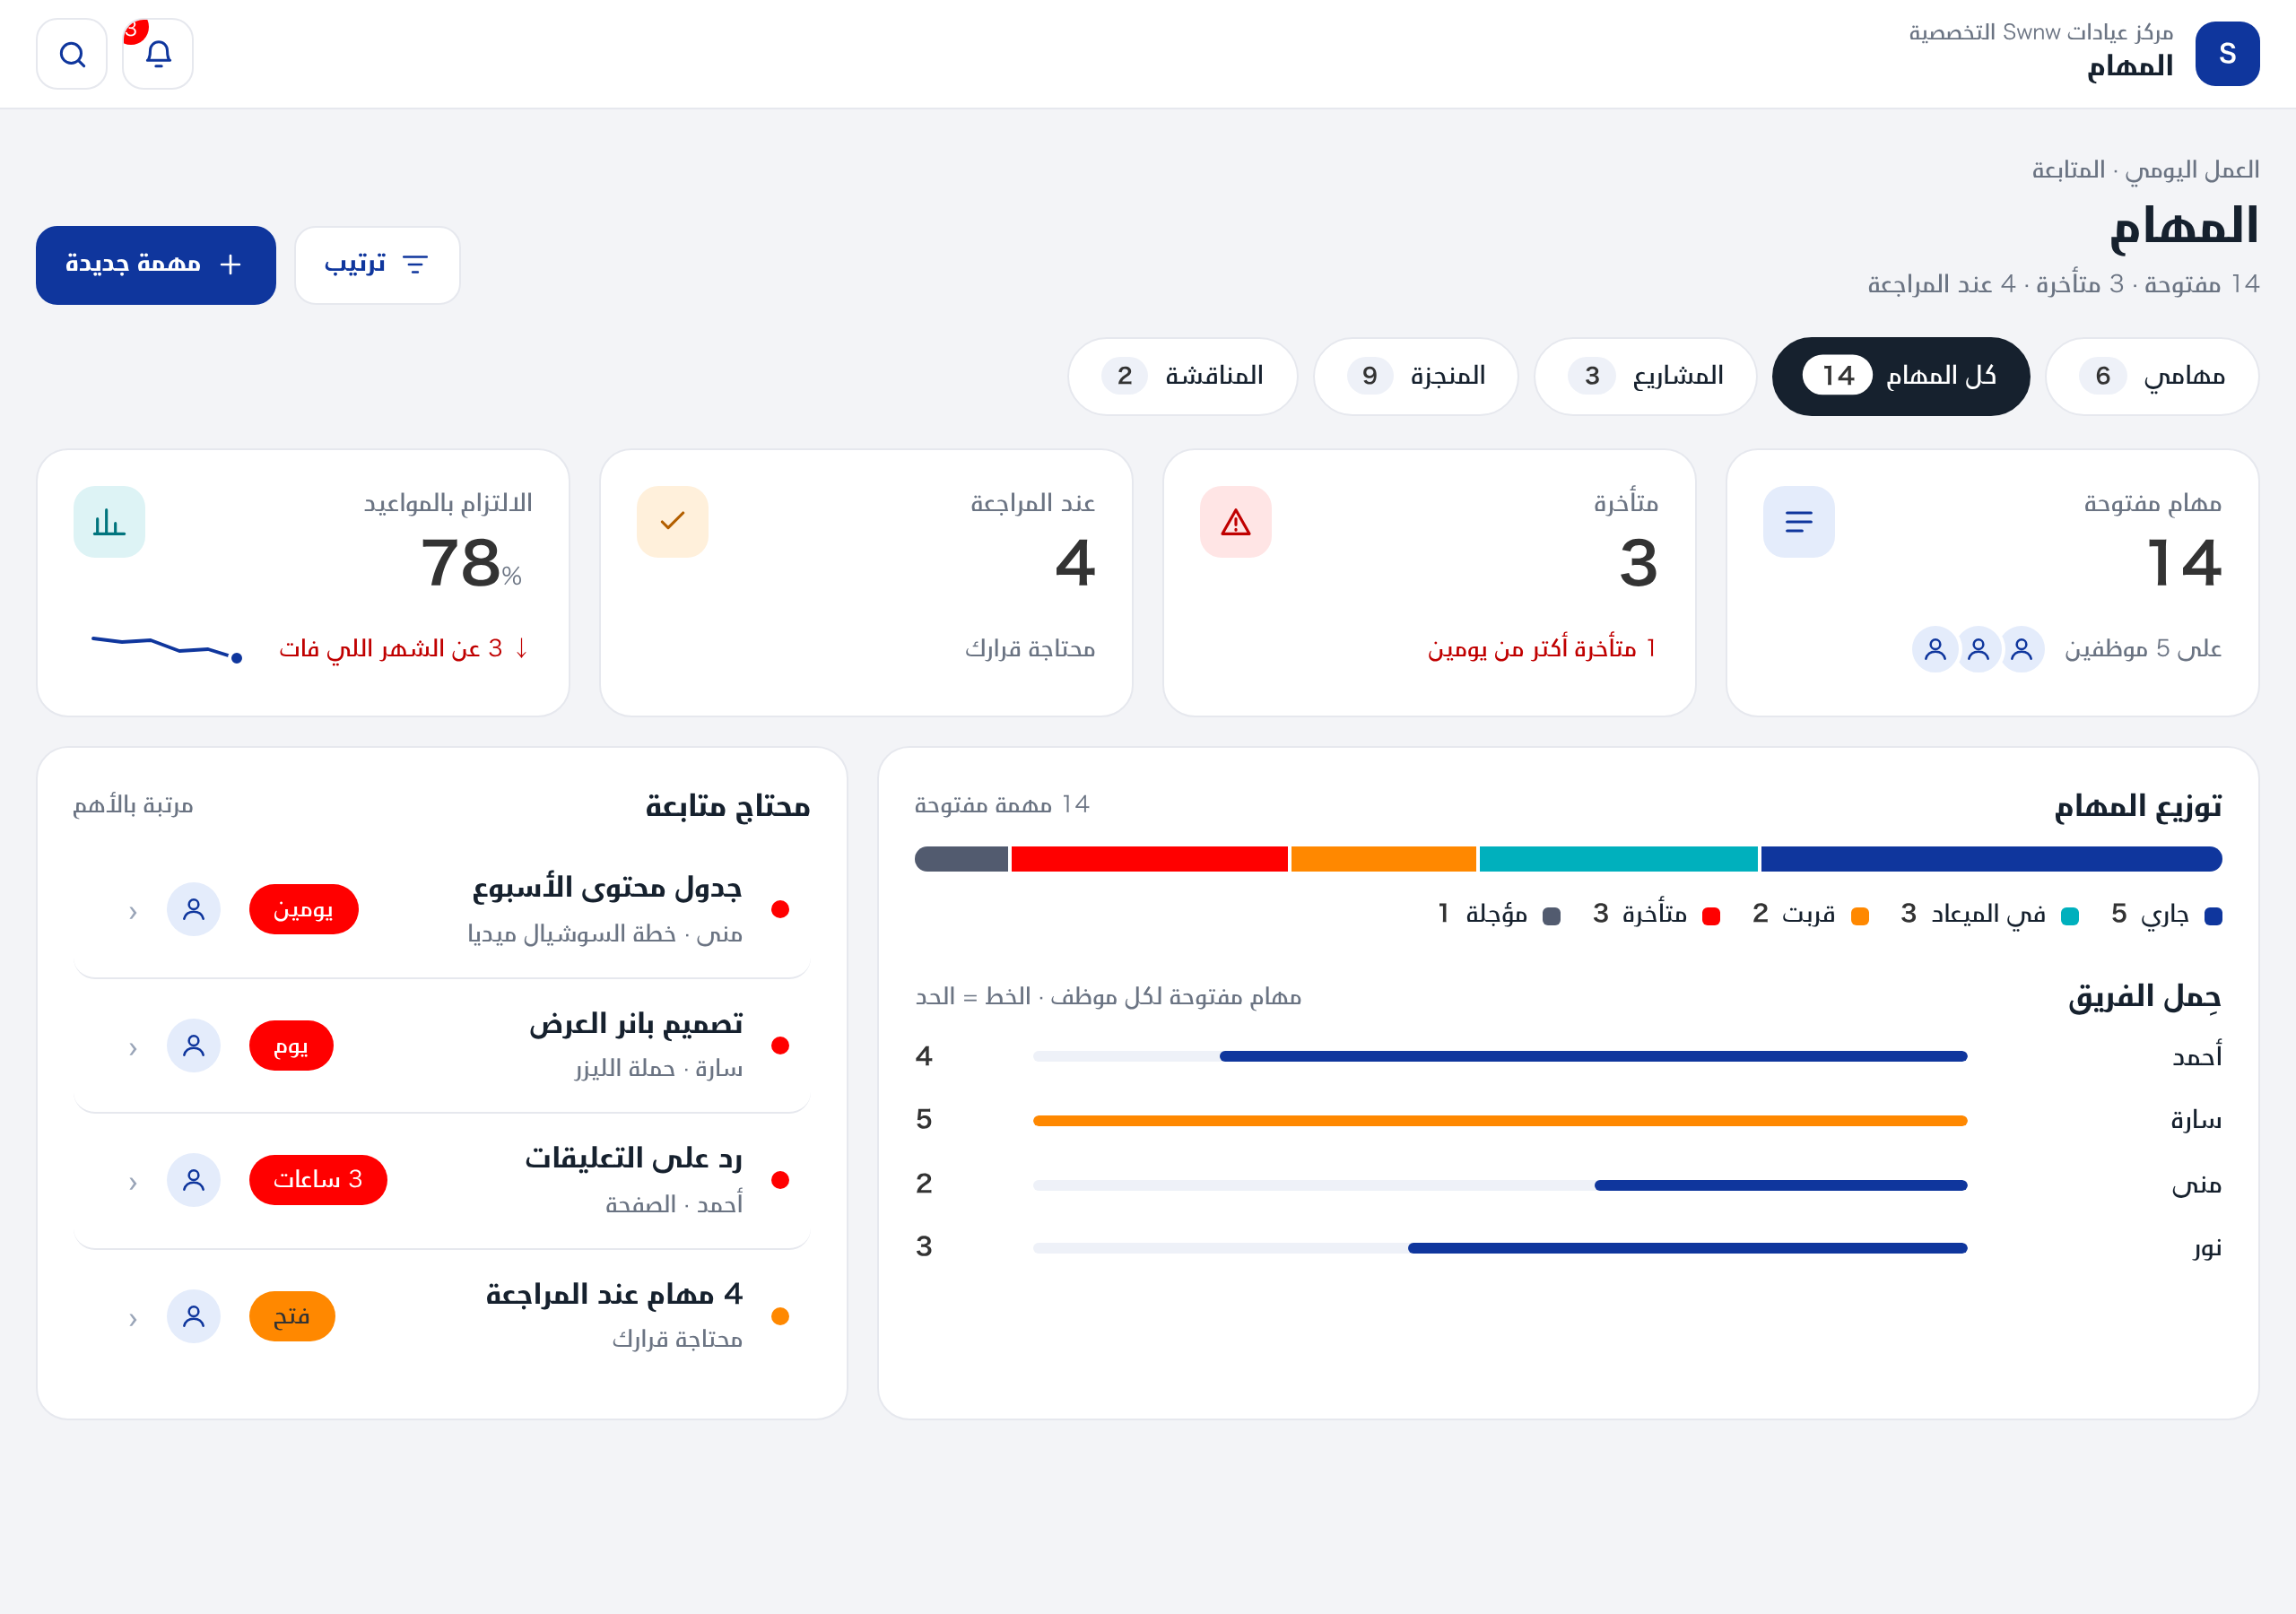 S
مركز عيادات Swnw التخصصية
المهام
3
العمل اليومي · المتابعة
المهام
14 مفتوحة · 3 متأخرة · 4 عند المراجعة
ترتيب
مهمة جديدة
مهامي 6
كل المهام 14
المشاريع 3
المنجزة 9
المناقشة 2
مهام مفتوحة
14
على 5 موظفين
متأخرة
3
1 متأخرة أكتر من يومين
عند المراجعة
4
محتاجة قرارك
الالتزام بالمواعيد
78%
↓ 3 عن الشهر اللي فات
توزيع المهام
14 مهمة مفتوحة
جاري 5
في الميعاد 3
قربت 2
متأخرة 3
مؤجلة 1
حِمل الفريق
مهام مفتوحة لكل موظف · الخط = الحد
أحمد 4
سارة 5
منى 2
نور 3
محتاج متابعة
مرتبة بالأهم
جدول محتوى الأسبوع
منى · خطة السوشيال ميديا
يومين
تصميم بانر العرض
سارة · حملة الليزر
يوم
رد على التعليقات
أحمد · الصفحة
3 ساعات
4 مهام عند المراجعة
محتاجة قرارك
فتح